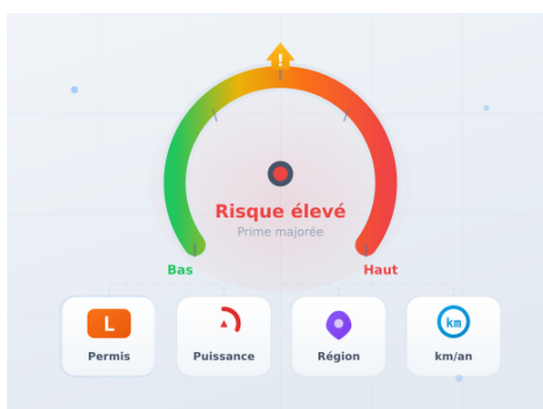 !
Risque élevé
Prime majorée
Bas
Haut
L
km
Permis
Puissance
Région
km/an